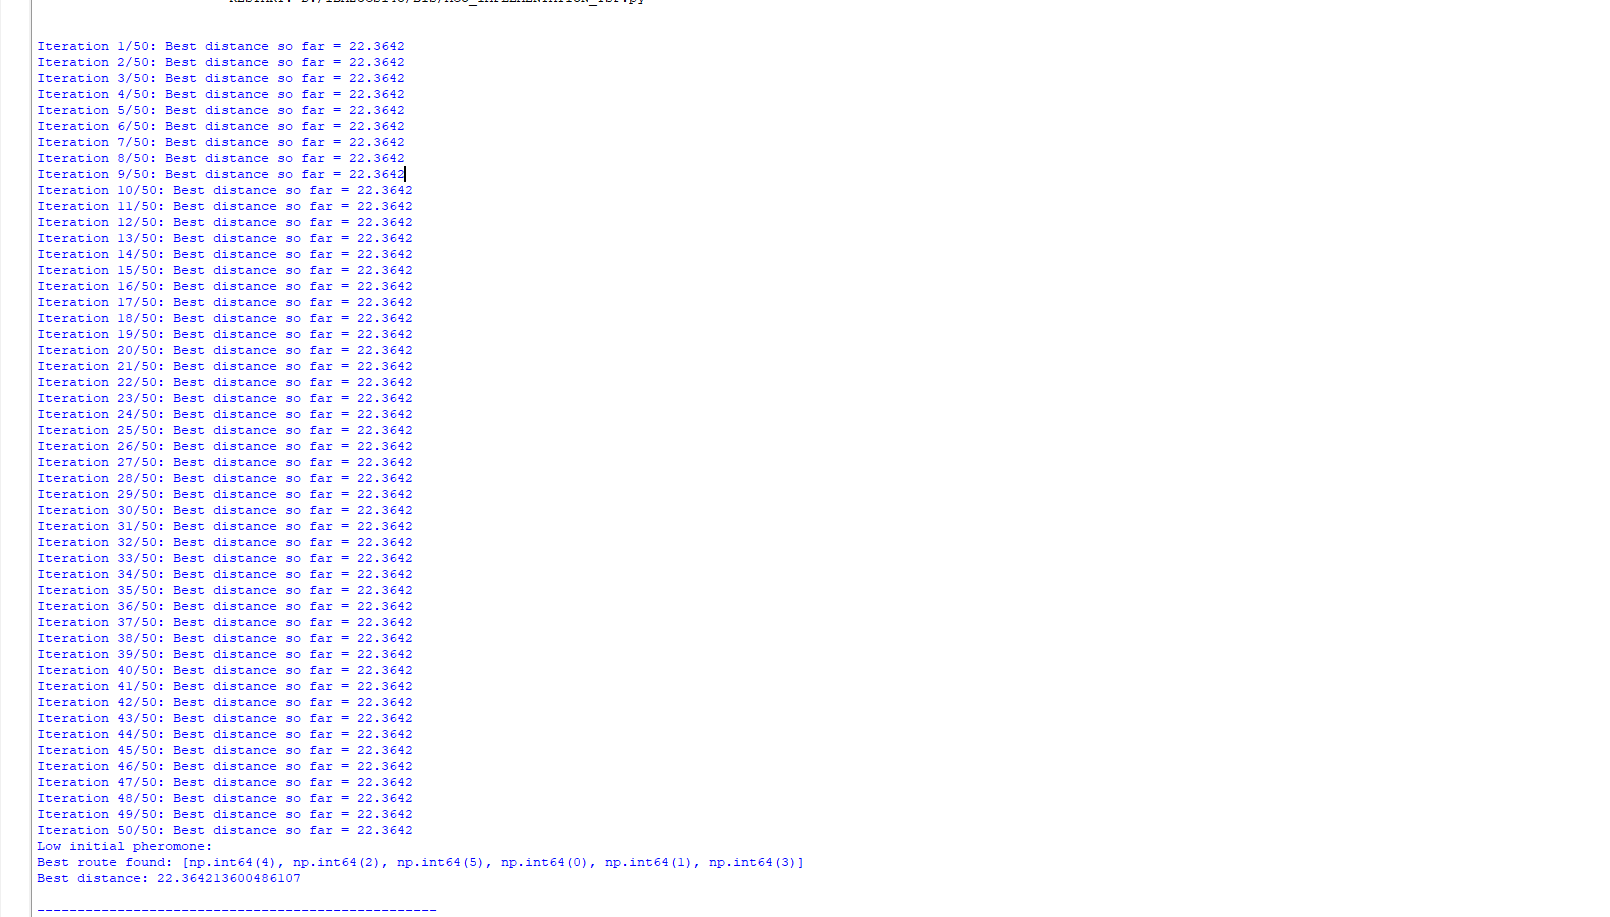 Iteration 1/50: Best distance so far = 22.3642
Iteration 2/50: Best distance so far = 22.3642
Iteration 3/50: Best distance so far = 22.3642
Iteration 4/50: Best distance so far = 22.3642
Iteration 5/50: Best distance so far = 22.3642
Iteration 6/50: Best distance so far = 22.3642
Iteration 7/50: Best distance so far = 22.3642
Iteration 8/50: Best distance so far = 22.3642
Iteration 9/50: Best distance so far = 22.3642
Iteration 10/50: Best distance so far = 22.3642
Iteration 11/50: Best distance so far = 22.3642
Iteration 12/50: Best distance so far = 22.3642
Iteration 13/50: Best distance so far = 22.3642
Iteration 14/50: Best distance so far = 22.3642
Iteration 15/50: Best distance so far = 22.3642
Iteration 16/50: Best distance so far = 22.3642
Iteration 17/50: Best distance so far = 22.3642
Iteration 18/50: Best distance so far = 22.3642
Iteration 19/50: Best distance so far = 22.3642
Iteration 20/50: Best distance so far = 22.3642
Iteration 21/50: Best distance so far = 22.3642
Iteration 22/50: Best distance so far = 22.3642
Iteration 23/50: Best distance so far = 22.3642
Iteration 24/50: Best distance so far = 22.3642
Iteration 25/50: Best distance so far = 22.3642
Iteration 26/50: Best distance so far = 22.3642
Iteration 27/50: Best distance so far = 22.3642
Iteration 28/50: Best distance so far = 22.3642
Iteration 29/50: Best distance so far = 22.3642
Iteration 30/50: Best distance so far = 22.3642
Iteration 31/50: Best distance so far = 22.3642
Iteration 32/50: Best distance so far = 22.3642
Iteration 33/50: Best distance so far = 22.3642
Iteration 34/50: Best distance so far = 22.3642
Iteration 35/50: Best distance so far = 22.3642
Iteration 36/50: Best distance so far = 22.3642
Iteration 37/50: Best distance so far = 22.3642
Iteration 38/50: Best distance so far = 22.3642
Iteration 39/50: Best distance so far = 22.3642
Iteration 40/50: Best distance so far = 22.3642
Iteration 41/50: Best distance so far = 22.3642
Iteration 42/50: Best distance so far = 22.3642
Iteration 43/50: Best distance so far = 22.3642
Iteration 44/50: Best distance so far = 22.3642
Iteration 45/50: Best distance so far = 22.3642
Iteration 46/50: Best distance so far = 22.3642
Iteration 47/50: Best distance so far = 22.3642
Iteration 48/50: Best distance so far = 22.3642
Iteration 49/50: Best distance so far = 22.3642
Iteration 50/50: Best distance so far = 22.3642
Low initial pheromone:
Best route found: [np.int64(4), np.int64(2), np.int64(5), np.int64(0), np.int64(1), np.int64(3)]
Best distance: 22.364213600486107
--------------------------------------------------